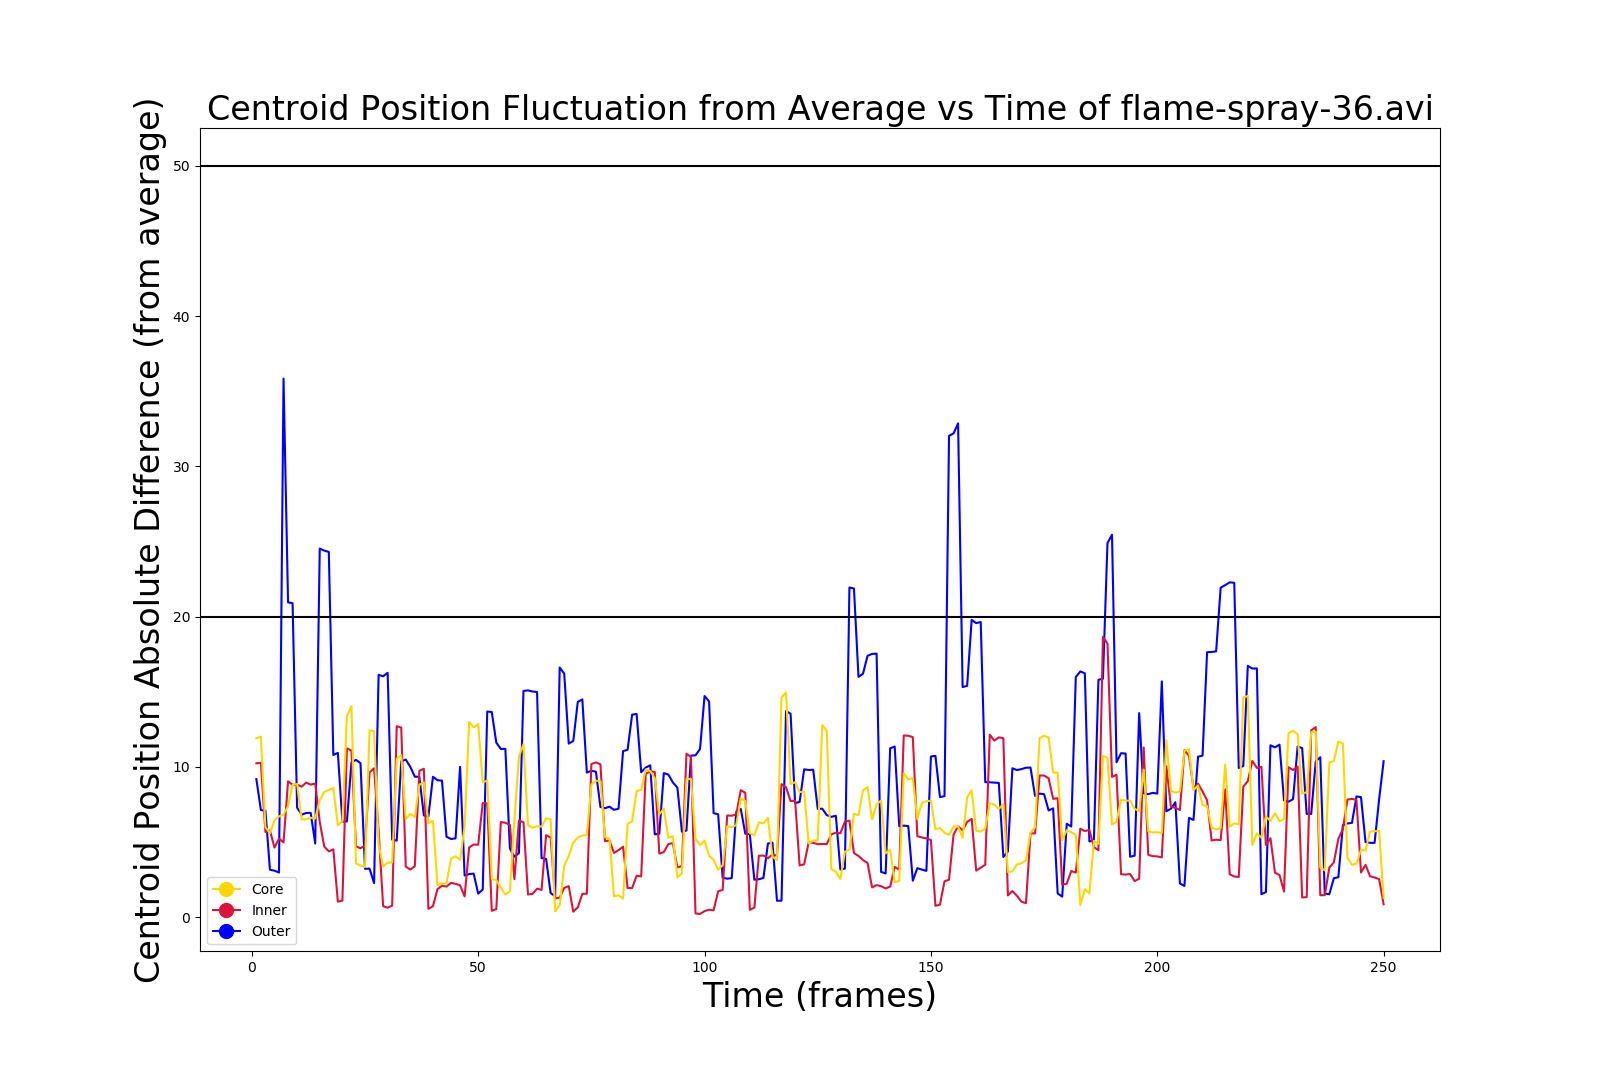 Centroid Position Fluctuation from Average vs Time of flame-spray-36.avi
Centroid Position Absolute Difference (from average)
50
40
30
20
10
0
Core
Inner
Outer
0 50 100 150 200 250
Time (frames)